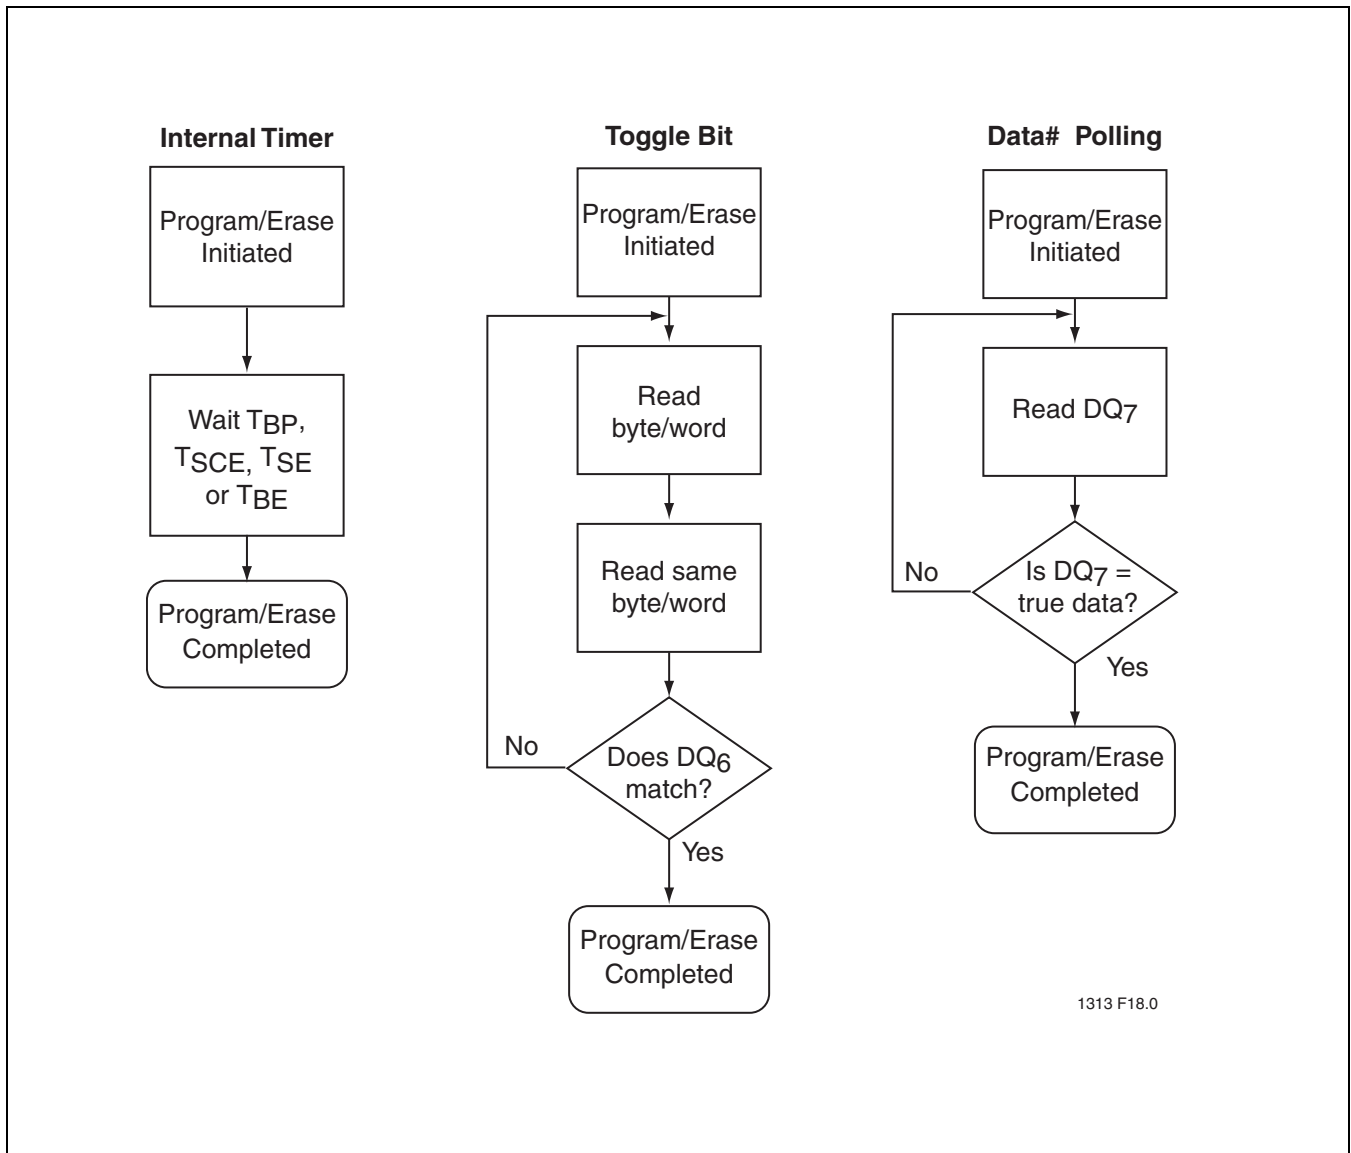 Internal Timer
Program/Erase
Initiated
Wait TBP,
TSCE, TSE
or TBE
Program/Erase
Completed
Toggle Bit
Program/Erase
Initiated
Read
byte/word
Read same
byte/word
Does DQ6
match?
No
Yes
Program/Erase
Completed
Data# Polling
Program/Erase
Initiated
Read DQ7
Is DQ7 =
true data?
No
Yes
Program/Erase
Completed
1313 F18.0